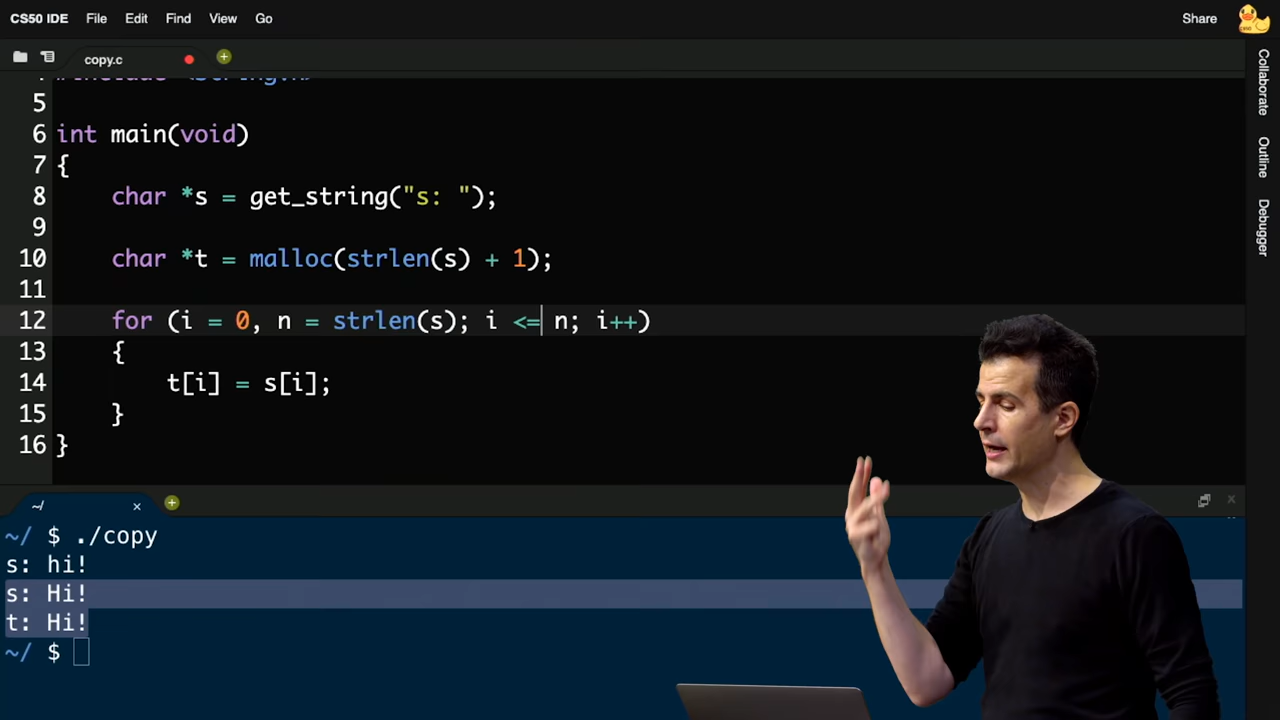 CS50 IDE File Edit Find View Go Share
copy.c
5
6 int main(void)
7 {
8 char *s = get_string("s: ");
9
10 char *t = malloc(strlen(s) + 1);
11
12 for (i = 0, n = strlen(s); i <= n; i++)
13 {
14 t[i] = s[i];
15 }
16 }
Collaborate
Outline
Debugger
~/
~/ $ ./copy
s: hi!
s: Hi!
t: Hi!
~/ $